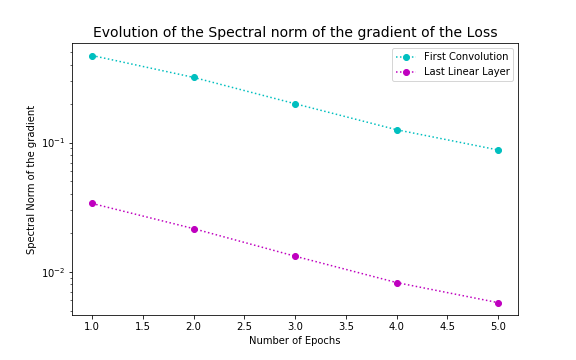 Evolution of the Spectral norm of the gradient of the Loss
First Convolution
Last Linear Layer
Spectral Norm of the gradient
10⁻¹
10⁻²
1.0 1.5 2.0 2.5 3.0 3.5 4.0 4.5 5.0
Number of Epochs